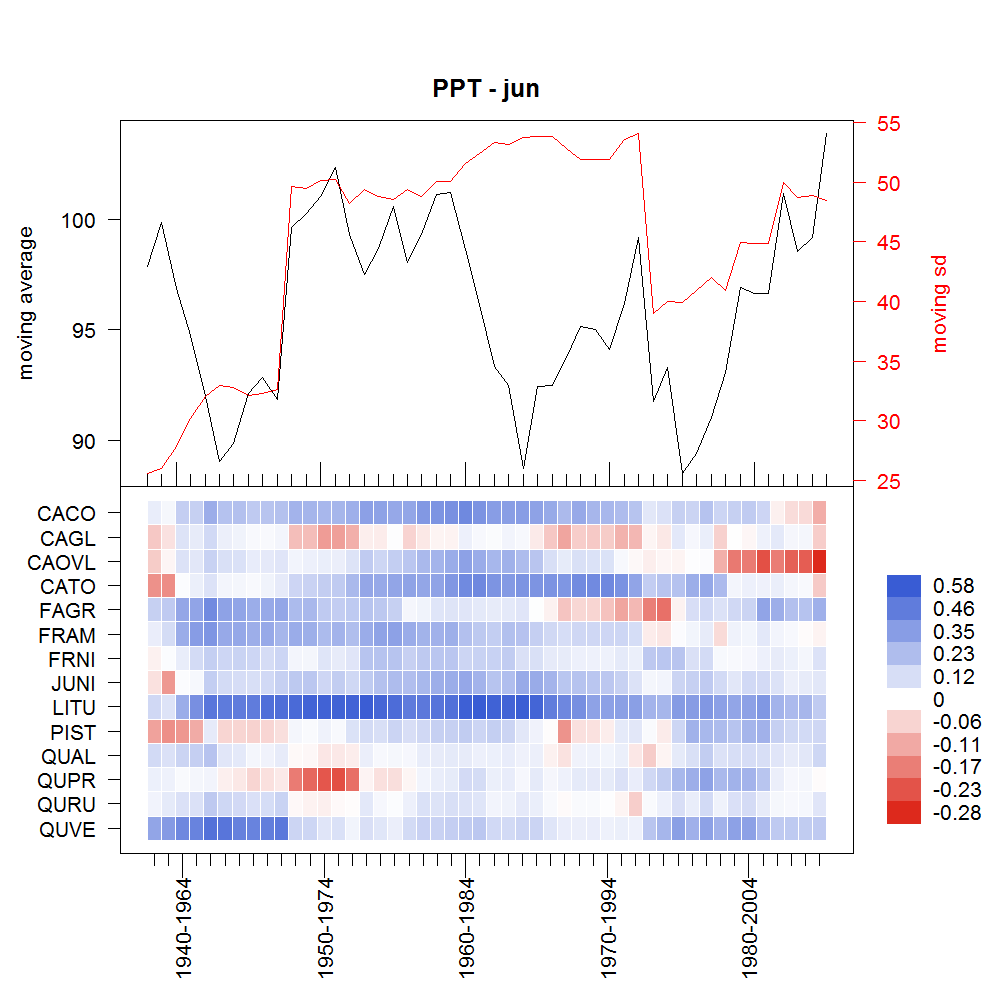 PPT - jun
moving average
100
95
90
55
50
45
40
35
30
25
moving sd
CACO
CAGL
CAOVL
CATO
FAGR
FRAM
FRNI
JUNI
LITU
PIST
QUAL
QUPR
QURU
QUVE
0.58
0.46
0.35
0.23
0.12
0
-0.06
-0.11
-0.17
-0.23
-0.28
1940-1964
1950-1974
1960-1984
1970-1994
1980-2004